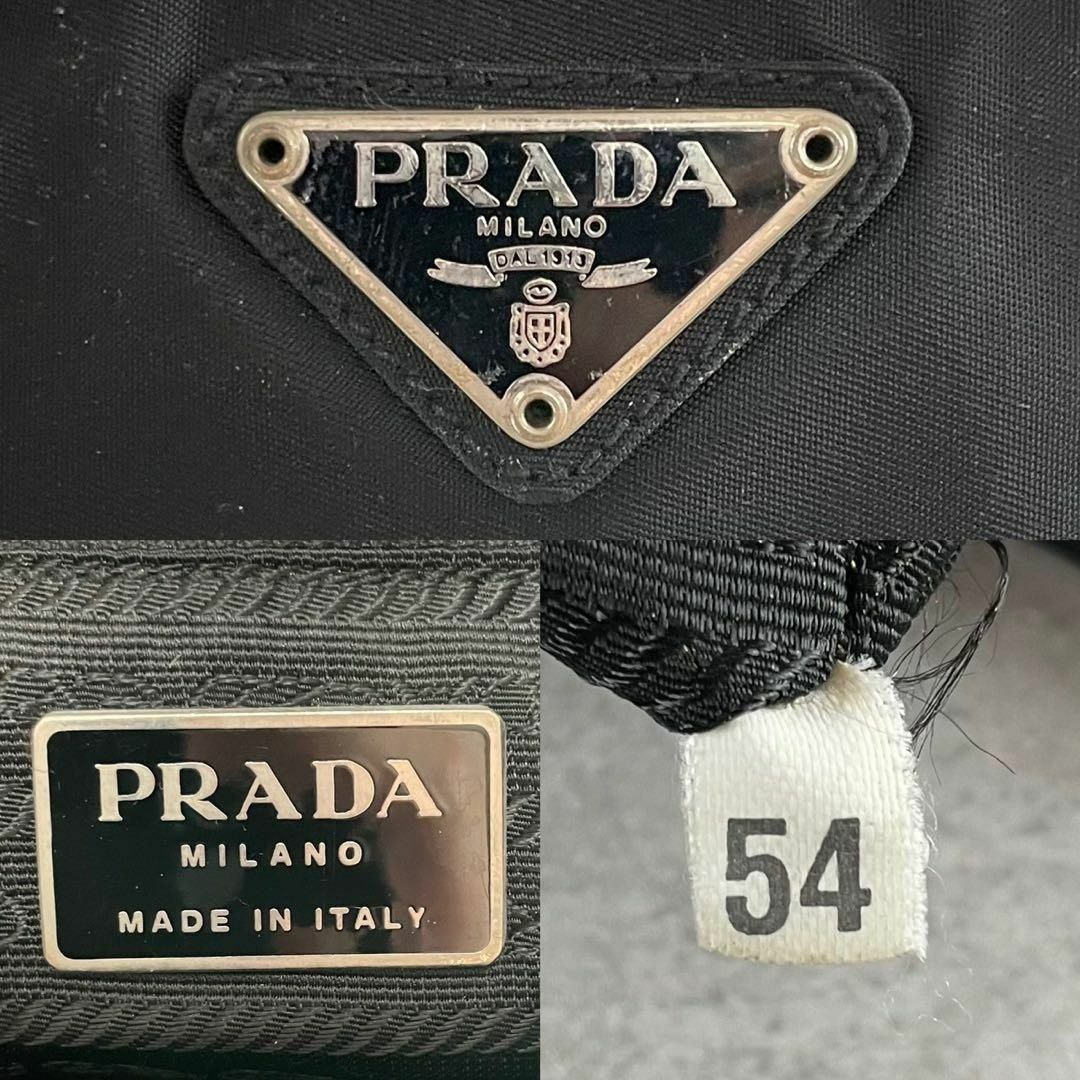 PRADA
MILANO
DAL 1913
PRADA
MILANO
MADE IN ITALY
54